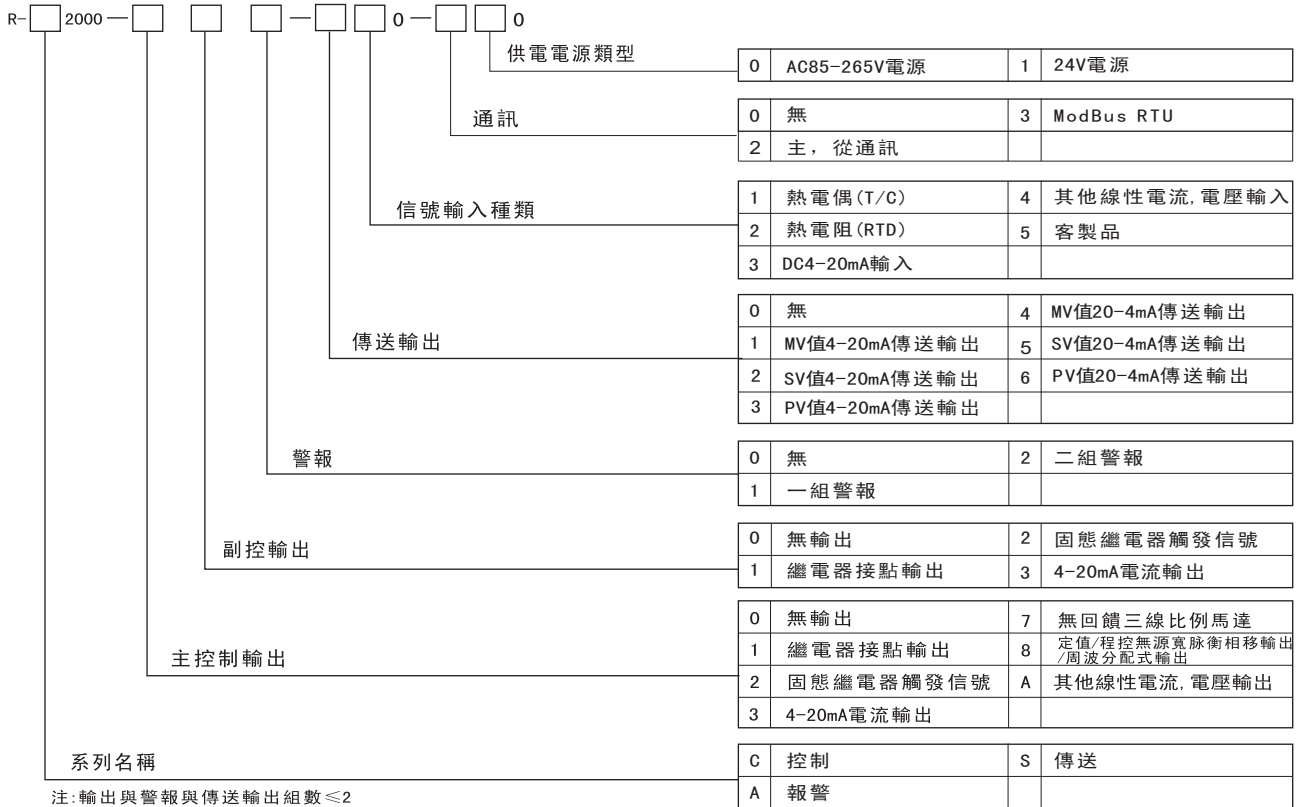 R-□2000－□ □ □－□□0－□□0
供電電源類型
0 AC85-265V電源 1 24V電源
通訊
0 無 3 ModBus RTU
2 主，從通訊
信號輸入種類
1 熱電偶(T/C) 4 其他線性電流,電壓輸入
2 熱電阻(RTD) 5 客製品
3 DC4-20mA輸入
傳送輸出
0 無 4 MV值20-4mA傳送輸出
1 MV值4-20mA傳送輸出 5 SV值20-4mA傳送輸出
2 SV值4-20mA傳送輸出 6 PV值20-4mA傳送輸出
3 PV值4-20mA傳送輸出
警報
0 無 2 二組警報
1 一組警報
副控輸出
0 無輸出 2 固態繼電器觸發信號
1 繼電器接點輸出 3 4-20mA電流輸出
主控制輸出
0 無輸出 7 無回饋三線比例馬達
1 繼電器接點輸出 8 定值/程控無源寬脉衡相移輸出
/周波分配式輸出
2 固態繼電器觸發信號 A 其他線性電流,電壓輸出
3 4-20mA電流輸出
系列名稱
C 控制 S 傳送
A 報警
注:輸出與警報與傳送輸出組數≤2